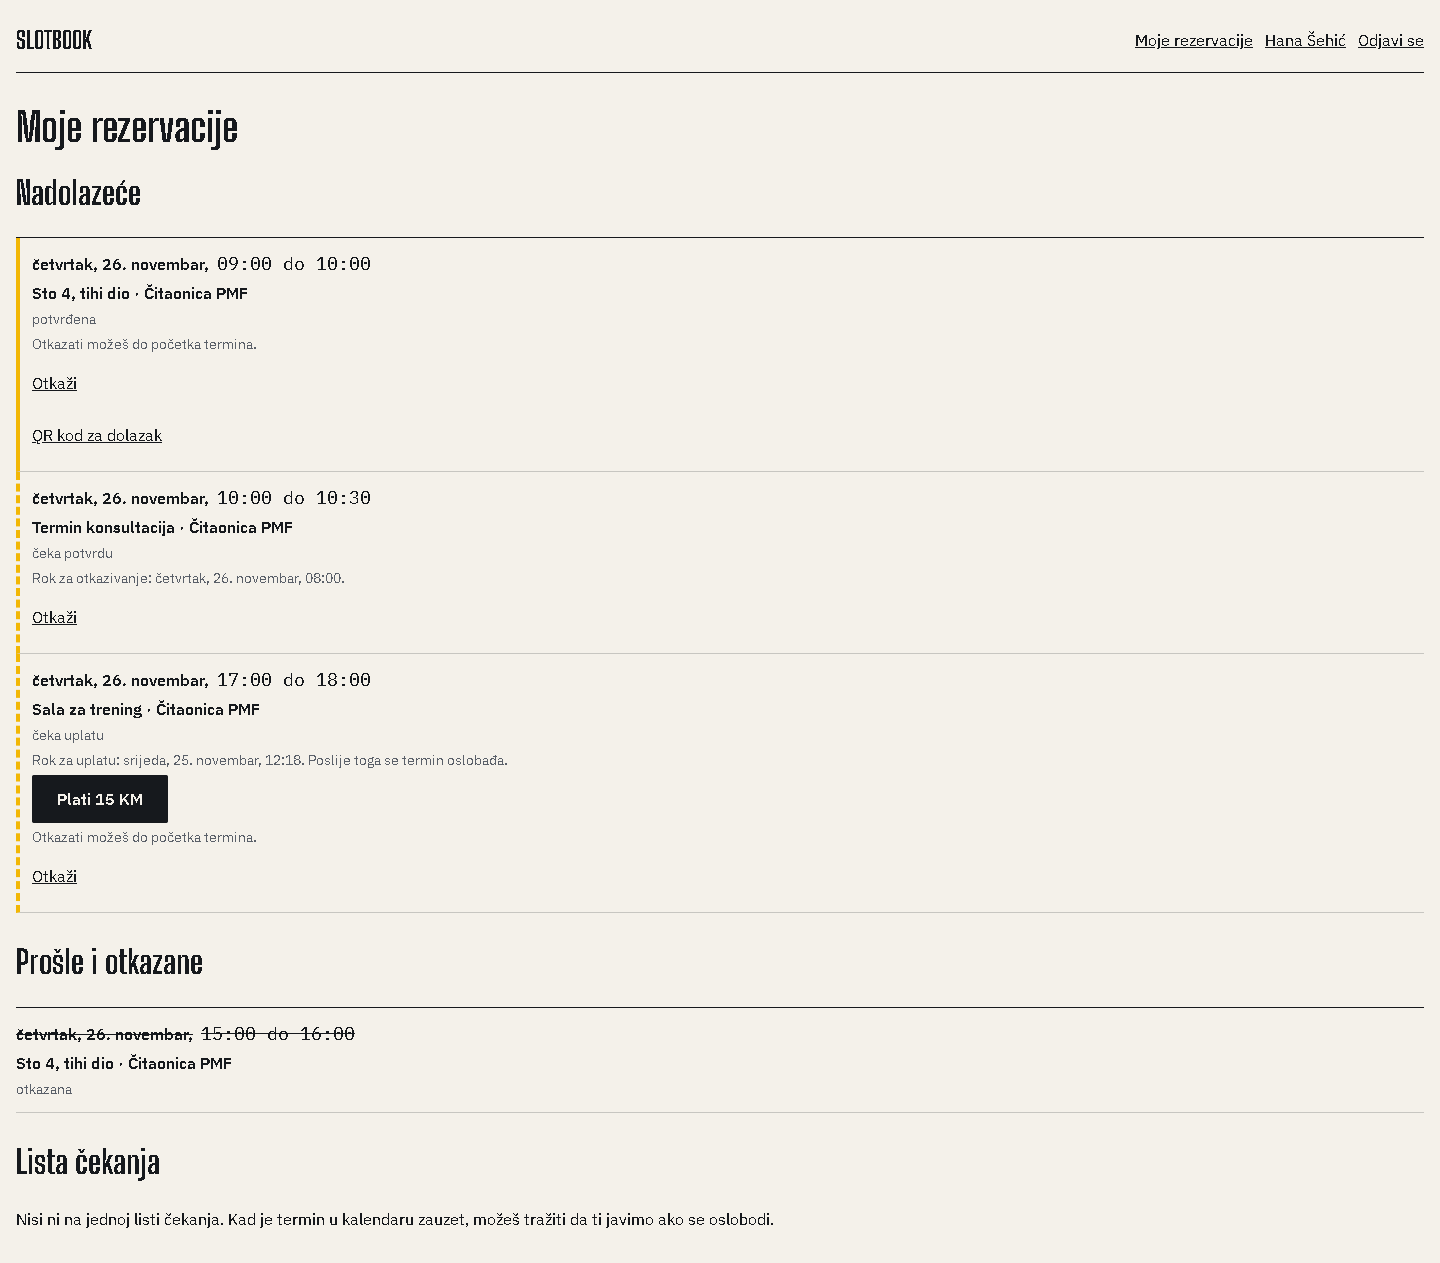 SLOTBOOK
Moje rezervacije Hana Šehić Odjavi se
Moje rezervacije
Nadolazeće
četvrtak, 26. novembar, 09:00 do 10:00
Sto 4, tihi dio · Čitaonica PMF
potvrđena
Otkazati možeš do početka termina.
Otkaži
QR kod za dolazak
četvrtak, 26. novembar, 10:00 do 10:30
Termin konsultacija · Čitaonica PMF
čeka potvrdu
Rok za otkazivanje: četvrtak, 26. novembar, 08:00.
Otkaži
četvrtak, 26. novembar, 17:00 do 18:00
Sala za trening · Čitaonica PMF
čeka uplatu
Rok za uplatu: srijeda, 25. novembar, 12:18. Poslije toga se termin oslobađa.
Plati 15 KM
Otkazati možeš do početka termina.
Otkaži
Prošle i otkazane
četvrtak, 26. novembar, 15:00 do 16:00
Sto 4, tihi dio · Čitaonica PMF
otkazana
Lista čekanja
Nisi ni na jednoj listi čekanja. Kad je termin u kalendaru zauzet, možeš tražiti da ti javimo ako se oslobodi.